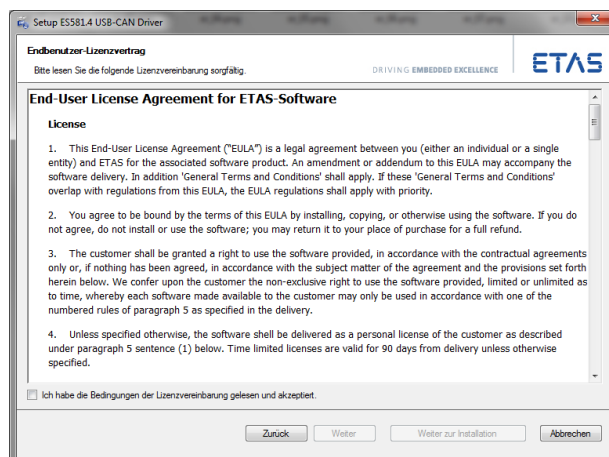 Setup ES581.4 USB-CAN Driver
Endbenutzer-Lizenzvertrag
Bitte lesen Sie die folgende Lizenzvereinbarung sorgfältig.
DRIVING EMBEDDED EXCELLENCE
ETAS
End-User License Agreement for ETAS-Software
License
1. This End-User License Agreement ("EULA") is a legal agreement between you (either an individual or a single
entity) and ETAS for the associated software product. An amendment or addendum to this EULA may accompany the
software delivery. In addition 'General Terms and Conditions' shall apply. If these 'General Terms and Conditions'
overlap with regulations from this EULA, the EULA regulations shall apply with priority.
2. You agree to be bound by the terms of this EULA by installing, copying, or otherwise using the software. If you do
not agree, do not install or use the software; you may return it to your place of purchase for a full refund.
3. The customer shall be granted a right to use the software provided, in accordance with the contractual agreements
only or, if nothing has been agreed, in accordance with the subject matter of the agreement and the provisions set forth
herein below. We confer upon the customer the non-exclusive right to use the software provided, limited or unlimited as
to time, whereby each software made available to the customer may only be used in accordance with one of the
numbered rules of paragraph 5 as specified in the delivery.
4. Unless specified otherwise, the software shell be delivered as a personal license of the customer as described
under paragraph 5 sentence (1) below. Time limited licenses are valid for 90 days from delivery unless otherwise
specified.
Ich habe die Bedingungen der Lizenzvereinbarung gelesen und akzeptiert.
Zurück Weiter Weiter zur Installation Abbrechen